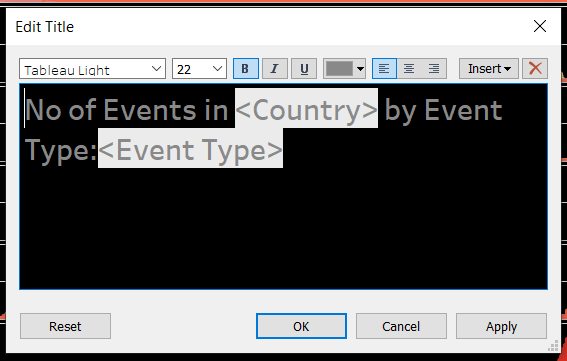 Edit Title
Tableau Light 22 B I U Insert
No of Events in <Country> by Event
Type:<Event Type>
Reset OK Cancel Apply